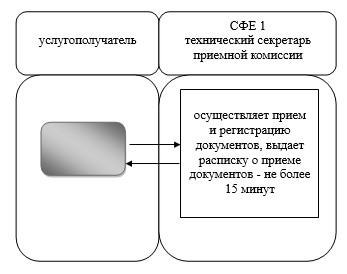 услугополучатель
СФЕ 1
технический секретарь
приемной комиссии
осуществляет прием
и регистрацию
документов, выдает
расписку о приеме
документов - не более
15 минут